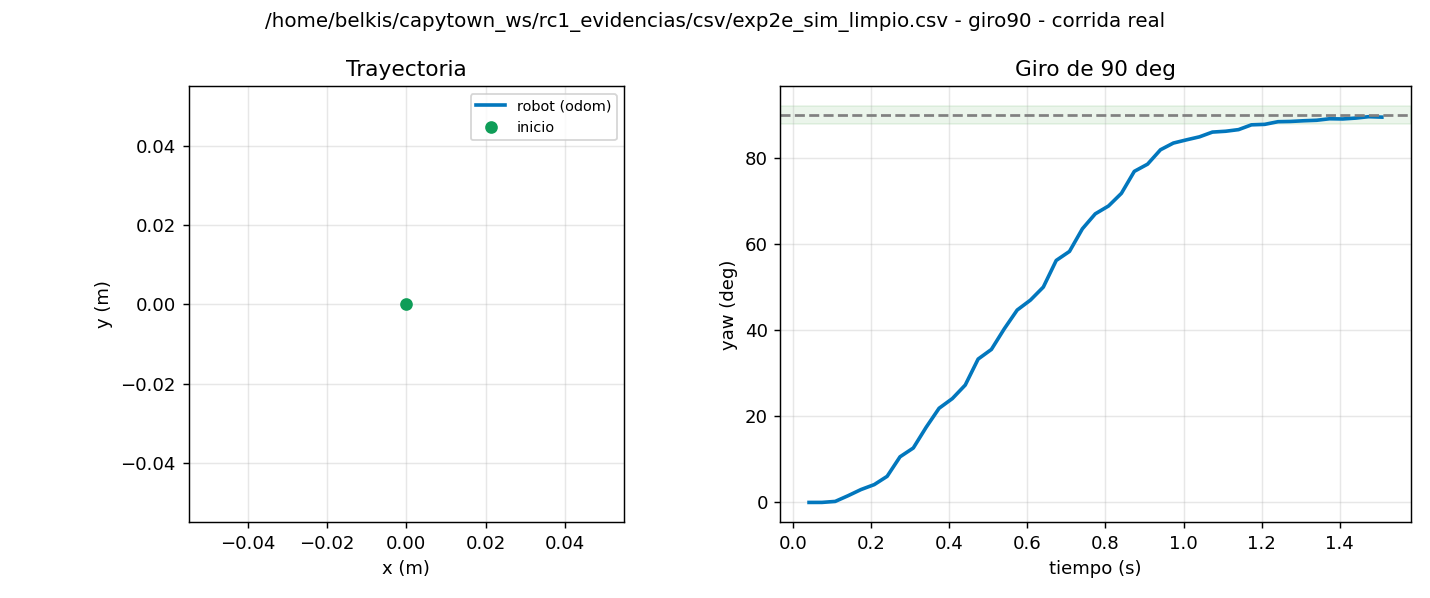 /home/belkis/capytown_ws/rc1_evidencias/csv/exp2e_sim_limpio.csv - giro90 - corrida real
Trayectoria
robot (odom)
inicio
0.04
0.02
0.00
−0.02
−0.04
y (m)
−0.04 −0.02 0.00 0.02 0.04
x (m)
Giro de 90 deg
80
60
40
20
0
yaw (deg)
0.0 0.2 0.4 0.6 0.8 1.0 1.2 1.4
tiempo (s)